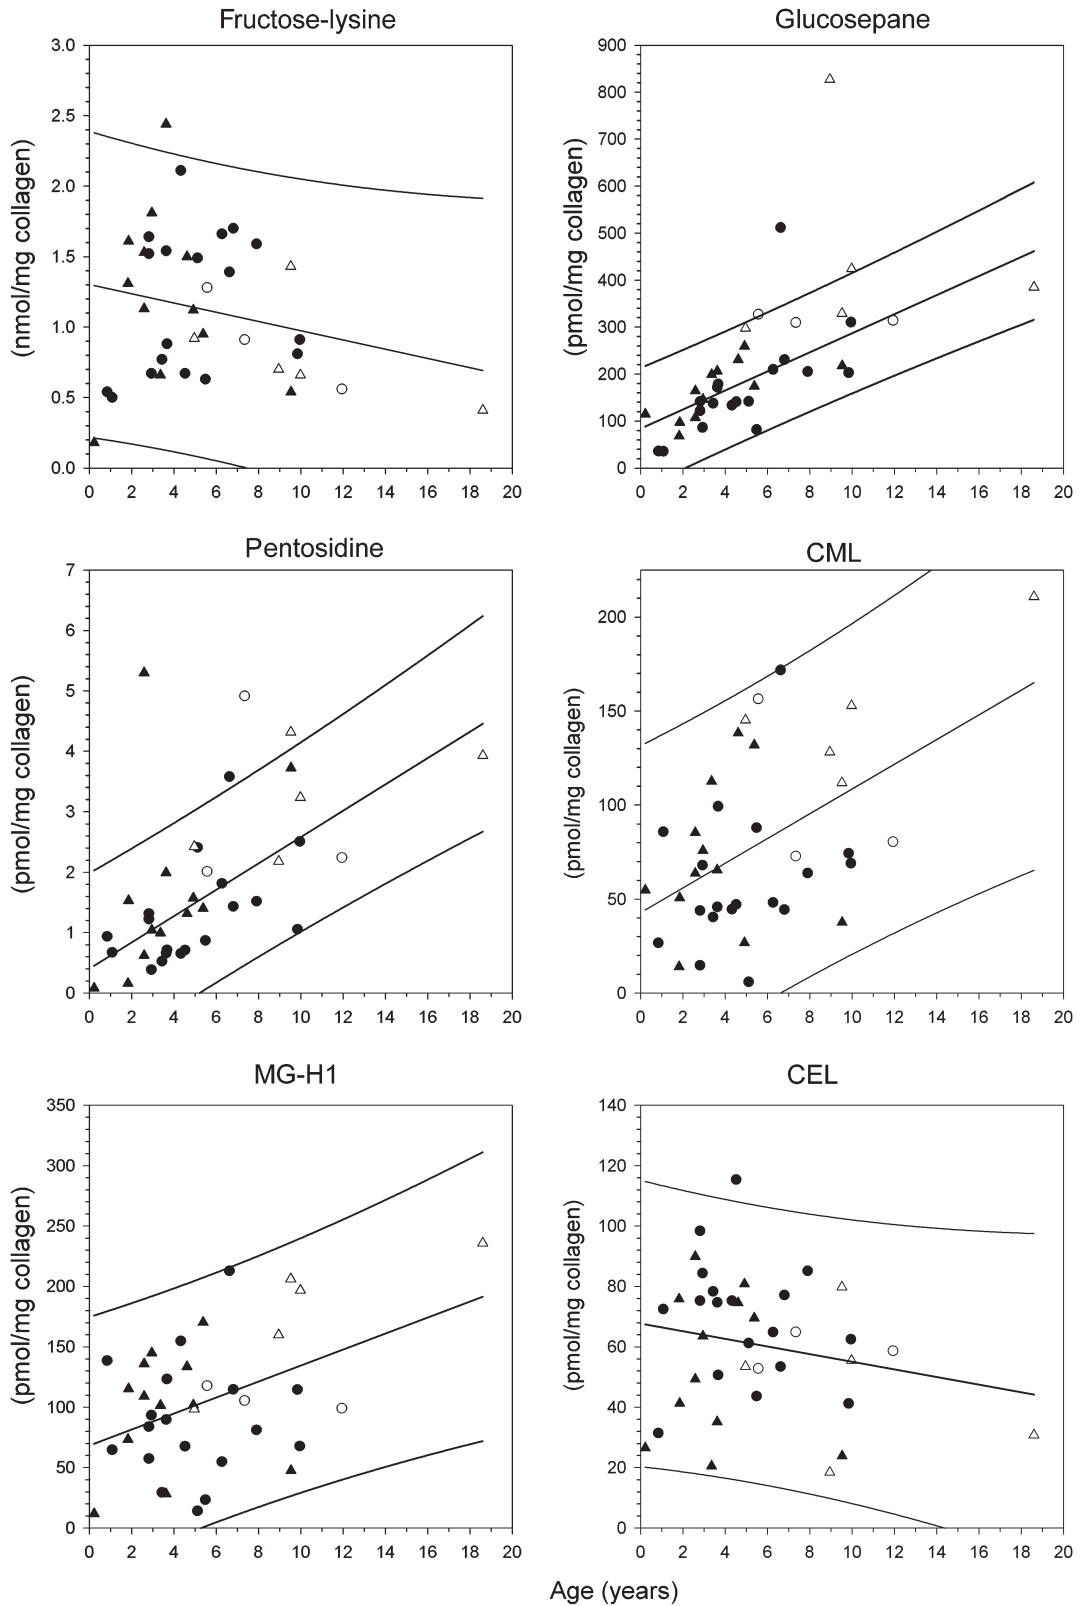 Fructose-lysine
Glucosepane
(nmol/mg collagen)
3.0
2.5
2.0
1.5
1.0
0.5
0.0
0 2 4 6 8 10 12 14 16 18 20
(pmol/mg collagen)
900
800
700
600
500
400
300
200
100
0
0 2 4 6 8 10 12 14 16 18 20
Pentosidine
CML
(pmol/mg collagen)
7
6
5
4
3
2
1
0
0 2 4 6 8 10 12 14 16 18 20
(pmol/mg collagen)
200
150
100
50
0
0 2 4 6 8 10 12 14 16 18 20
MG-H1
CEL
(pmol/mg collagen)
350
300
250
200
150
100
50
0
0 2 4 6 8 10 12 14 16 18 20
(pmol/mg collagen)
140
120
100
80
60
40
20
0
0 2 4 6 8 10 12 14 16 18 20
Age (years)